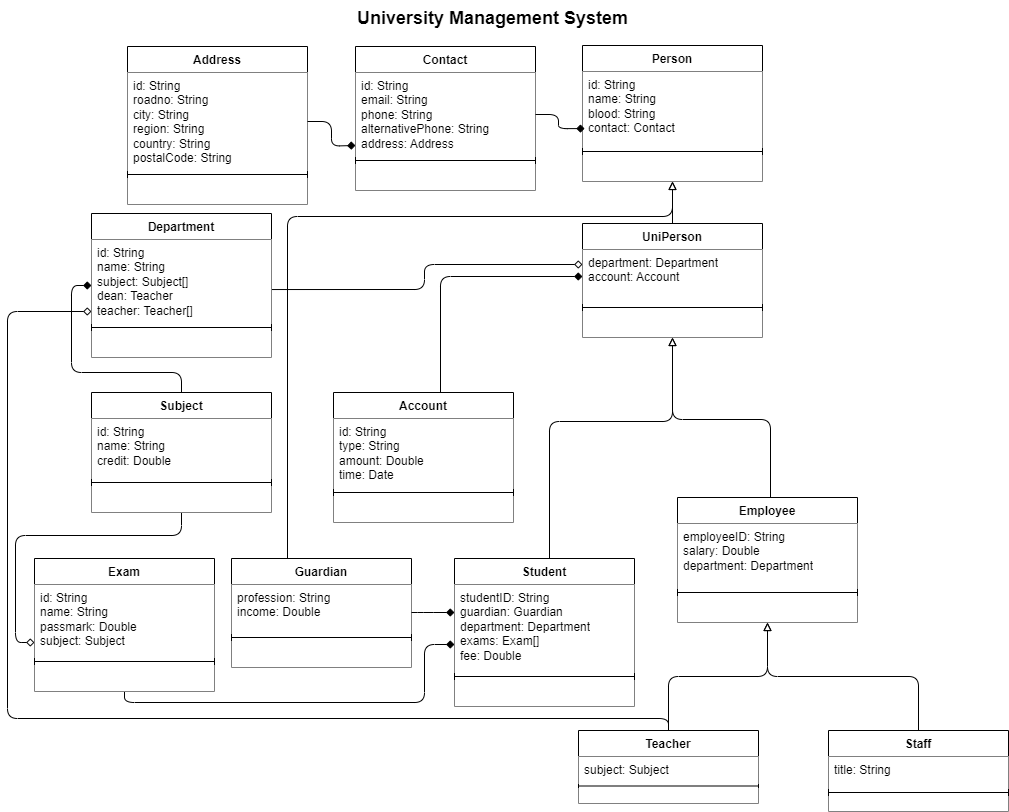 University Management System
Address
id: String
roadno: String
city: String
region: String
country: String
postalCode: String
Contact
id: String
email: String
phone: String
alternativePhone: String
address: Address
Person
id: String
name: String
blood: String
contact: Contact
Department
id: String
name: String
subject: Subject[]
dean: Teacher
teacher: Teacher[]
UniPerson
department: Department
account: Account
Subject
id: String
name: String
credit: Double
Account
id: String
type: String
amount: Double
time: Date
Employee
employeeID: String
salary: Double
department: Department
Exam
id: String
name: String
passmark: Double
subject: Subject
Guardian
profession: String
income: Double
Student
studentID: String
guardian: Guardian
department: Department
exams: Exam[]
fee: Double
Teacher
subject: Subject
Staff
title: String